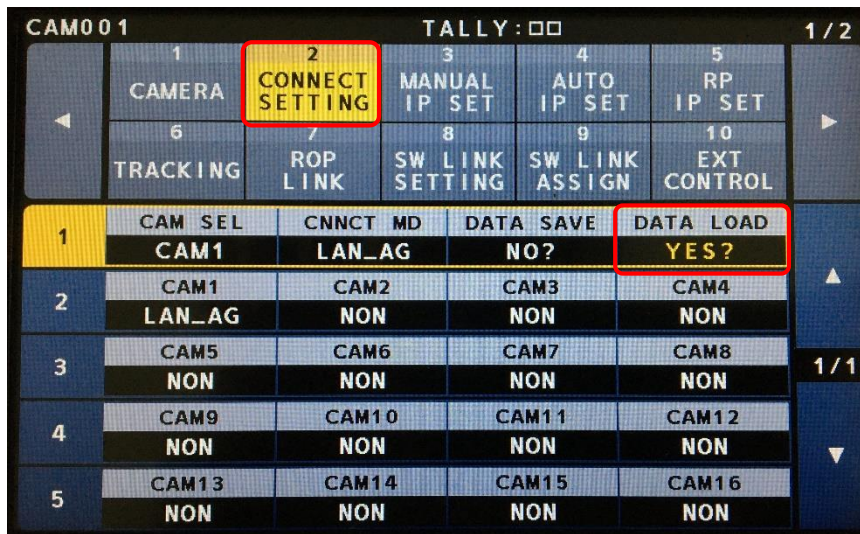 CAM001 TALLY:□□ 1/2
1 2 3 4 5
CAMERA CONNECT SETTING MANUAL IP SET AUTO IP SET RP IP SET
◀ ▶
6 7 8 9 10
TRACKING ROP LINK SW LINK SETTING SW LINK ASSIGN EXT CONTROL
1 CAM SEL CNNCT MD DATA SAVE DATA LOAD
CAM1 LAN_AG NO? YES?
▲
2 CAM1 CAM2 CAM3 CAM4
LAN_AG NON NON NON
3 CAM5 CAM6 CAM7 CAM8 1/1
NON NON NON NON
4 CAM9 CAM10 CAM11 CAM12
NON NON NON NON
▼
5 CAM13 CAM14 CAM15 CAM16
NON NON NON NON